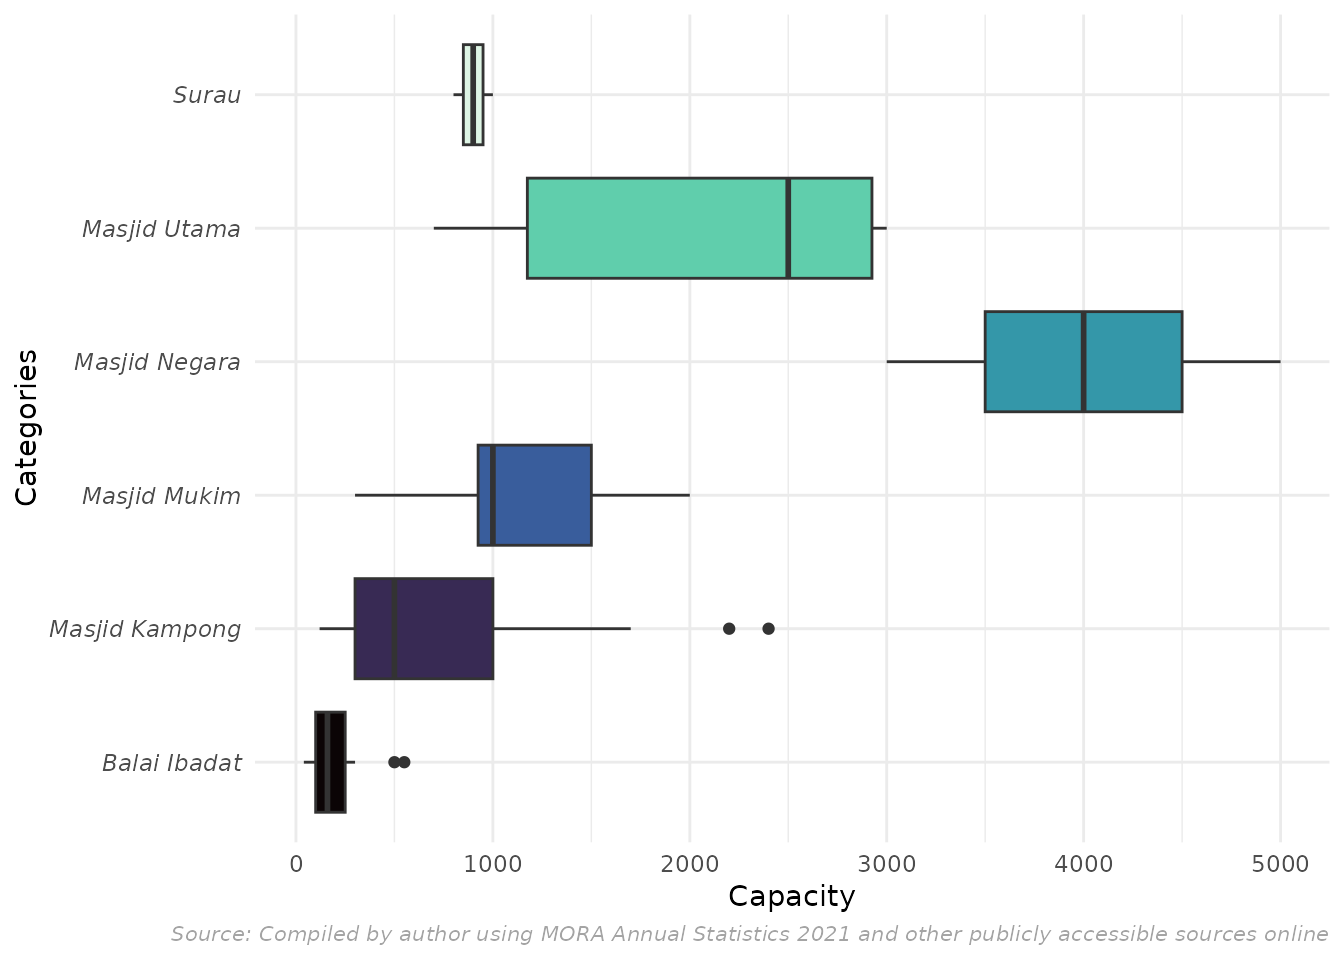 Surau
Masjid Utama
Masjid Negara
Masjid Mukim
Masjid Kampong
Balai Ibadat
Categories
0 1000 2000 3000 4000 5000
Capacity
Source: Compiled by author using MORA Annual Statistics 2021 and other publicly accessible sources online